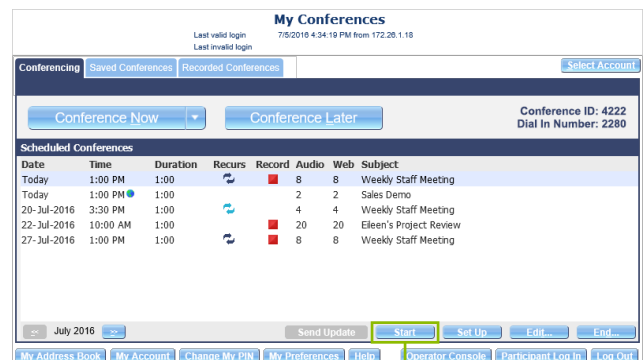 My Conferences
Last valid login 7/5/2016 4:34:19 PM from 172.26.1.18
Last invalid login
Conferencing Saved Conferences Recorded Conferences Select Account
Conference Now Conference Later Conference ID: 4222
Dial In Number: 2280
Scheduled Conferences
Date Time Duration Recurs Record Audio Web Subject
Today 1:00 PM 1:00 8 8 Weekly Staff Meeting
Today 1:00 PM 1:00 2 2 Sales Demo
20-Jul-2016 3:30 PM 1:00 4 4 Weekly Staff Meeting
22-Jul-2016 10:00 AM 1:00 20 20 Eileen's Project Review
27-Jul-2016 1:00 PM 1:00 8 8 Weekly Staff Meeting
<< July 2016 >> Send Update Start Set Up Edit... End...
My Address Book My Account Change My PIN My Preferences Help Operator Console Participant Log In Log Out